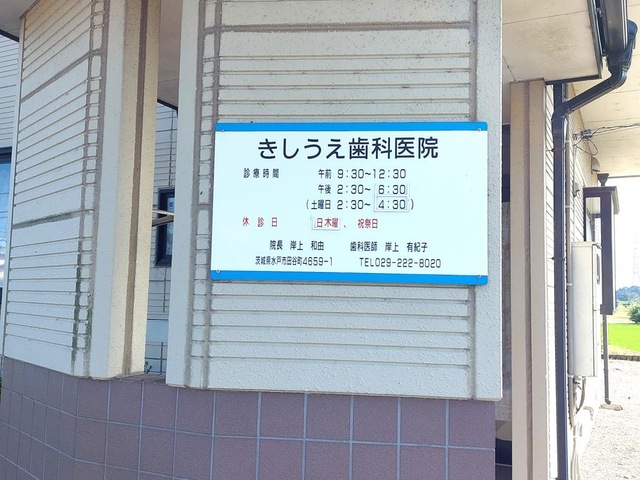 きしうえ歯科医院
診療時間 午前 9:30~12:30
午後 2:30~ 6:30
(土曜日 2:30~ 4:30)
休診日 日木曜、祝祭日
院長 岸上 和由 歯科医師 岸上 有紀子
茨城県水戸市田谷町4659-1 TEL029-222-8020